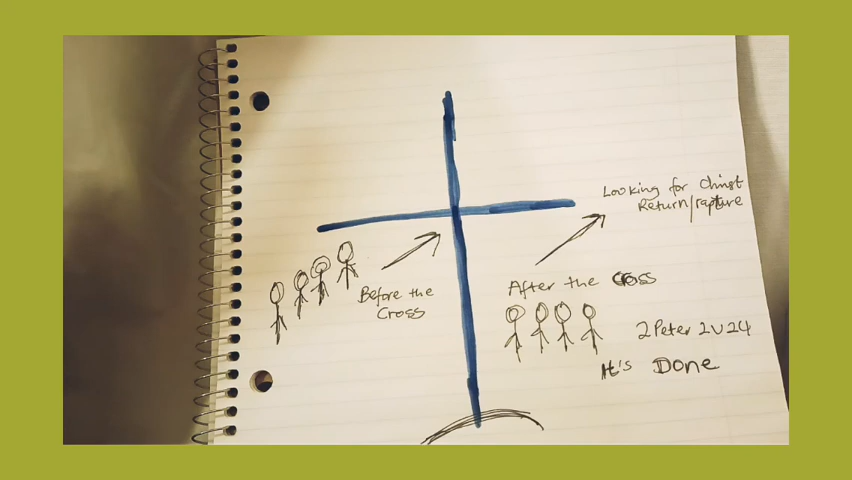 Looking for Christ
Return/rapture
Before the
Cross
After the Cross
2 Peter 2v24
It's Done